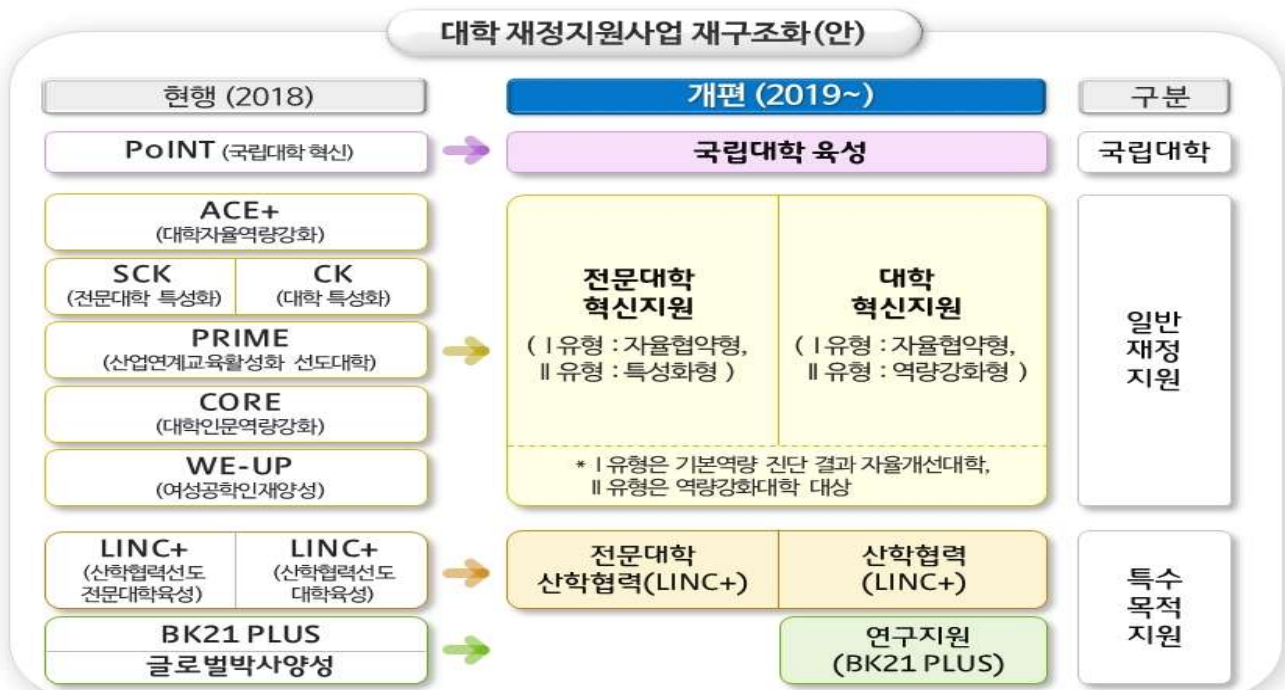 대학 재정지원사업 재구조화(안)
현행 (2018)
개편 (2019~)
구분
PoINT (국립대학 혁신)
국립대학 육성
국립대학
ACE+
(대학자율역량강화)
SCK
(전문대학 특성화)
CK
(대학 특성화)
PRIME
(산업연계교육활성화 선도대학)
CORE
(대학인문역량강화)
WE-UP
(여성공학인재양성)
전문대학
혁신지원
( Ⅰ유형 : 자율협약형,
Ⅱ 유형 : 특성화형 )
대학
혁신지원
( Ⅰ유형 : 자율협약형,
Ⅱ 유형 : 역량강화형 )
* Ⅰ유형은 기본역량 진단 결과 자율개선대학,
Ⅱ 유형은 역량강화대학 대상
일반
재정
지원
LINC+
(산학협력선도
전문대학육성)
LINC+
(산학협력선도
대학육성)
전문대학
산학협력(LINC+)
산학협력
(LINC+)
BK21 PLUS
글로벌박사양성
연구지원
(BK21 PLUS)
특수
목적
지원